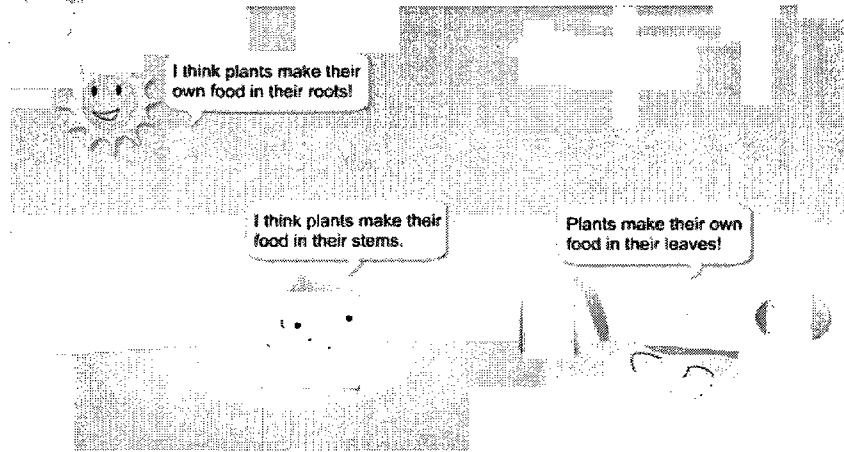 I think plants make their
own food in their roots!
I think plants make their
food in their stems.
Plants make their own
food in their leaves!